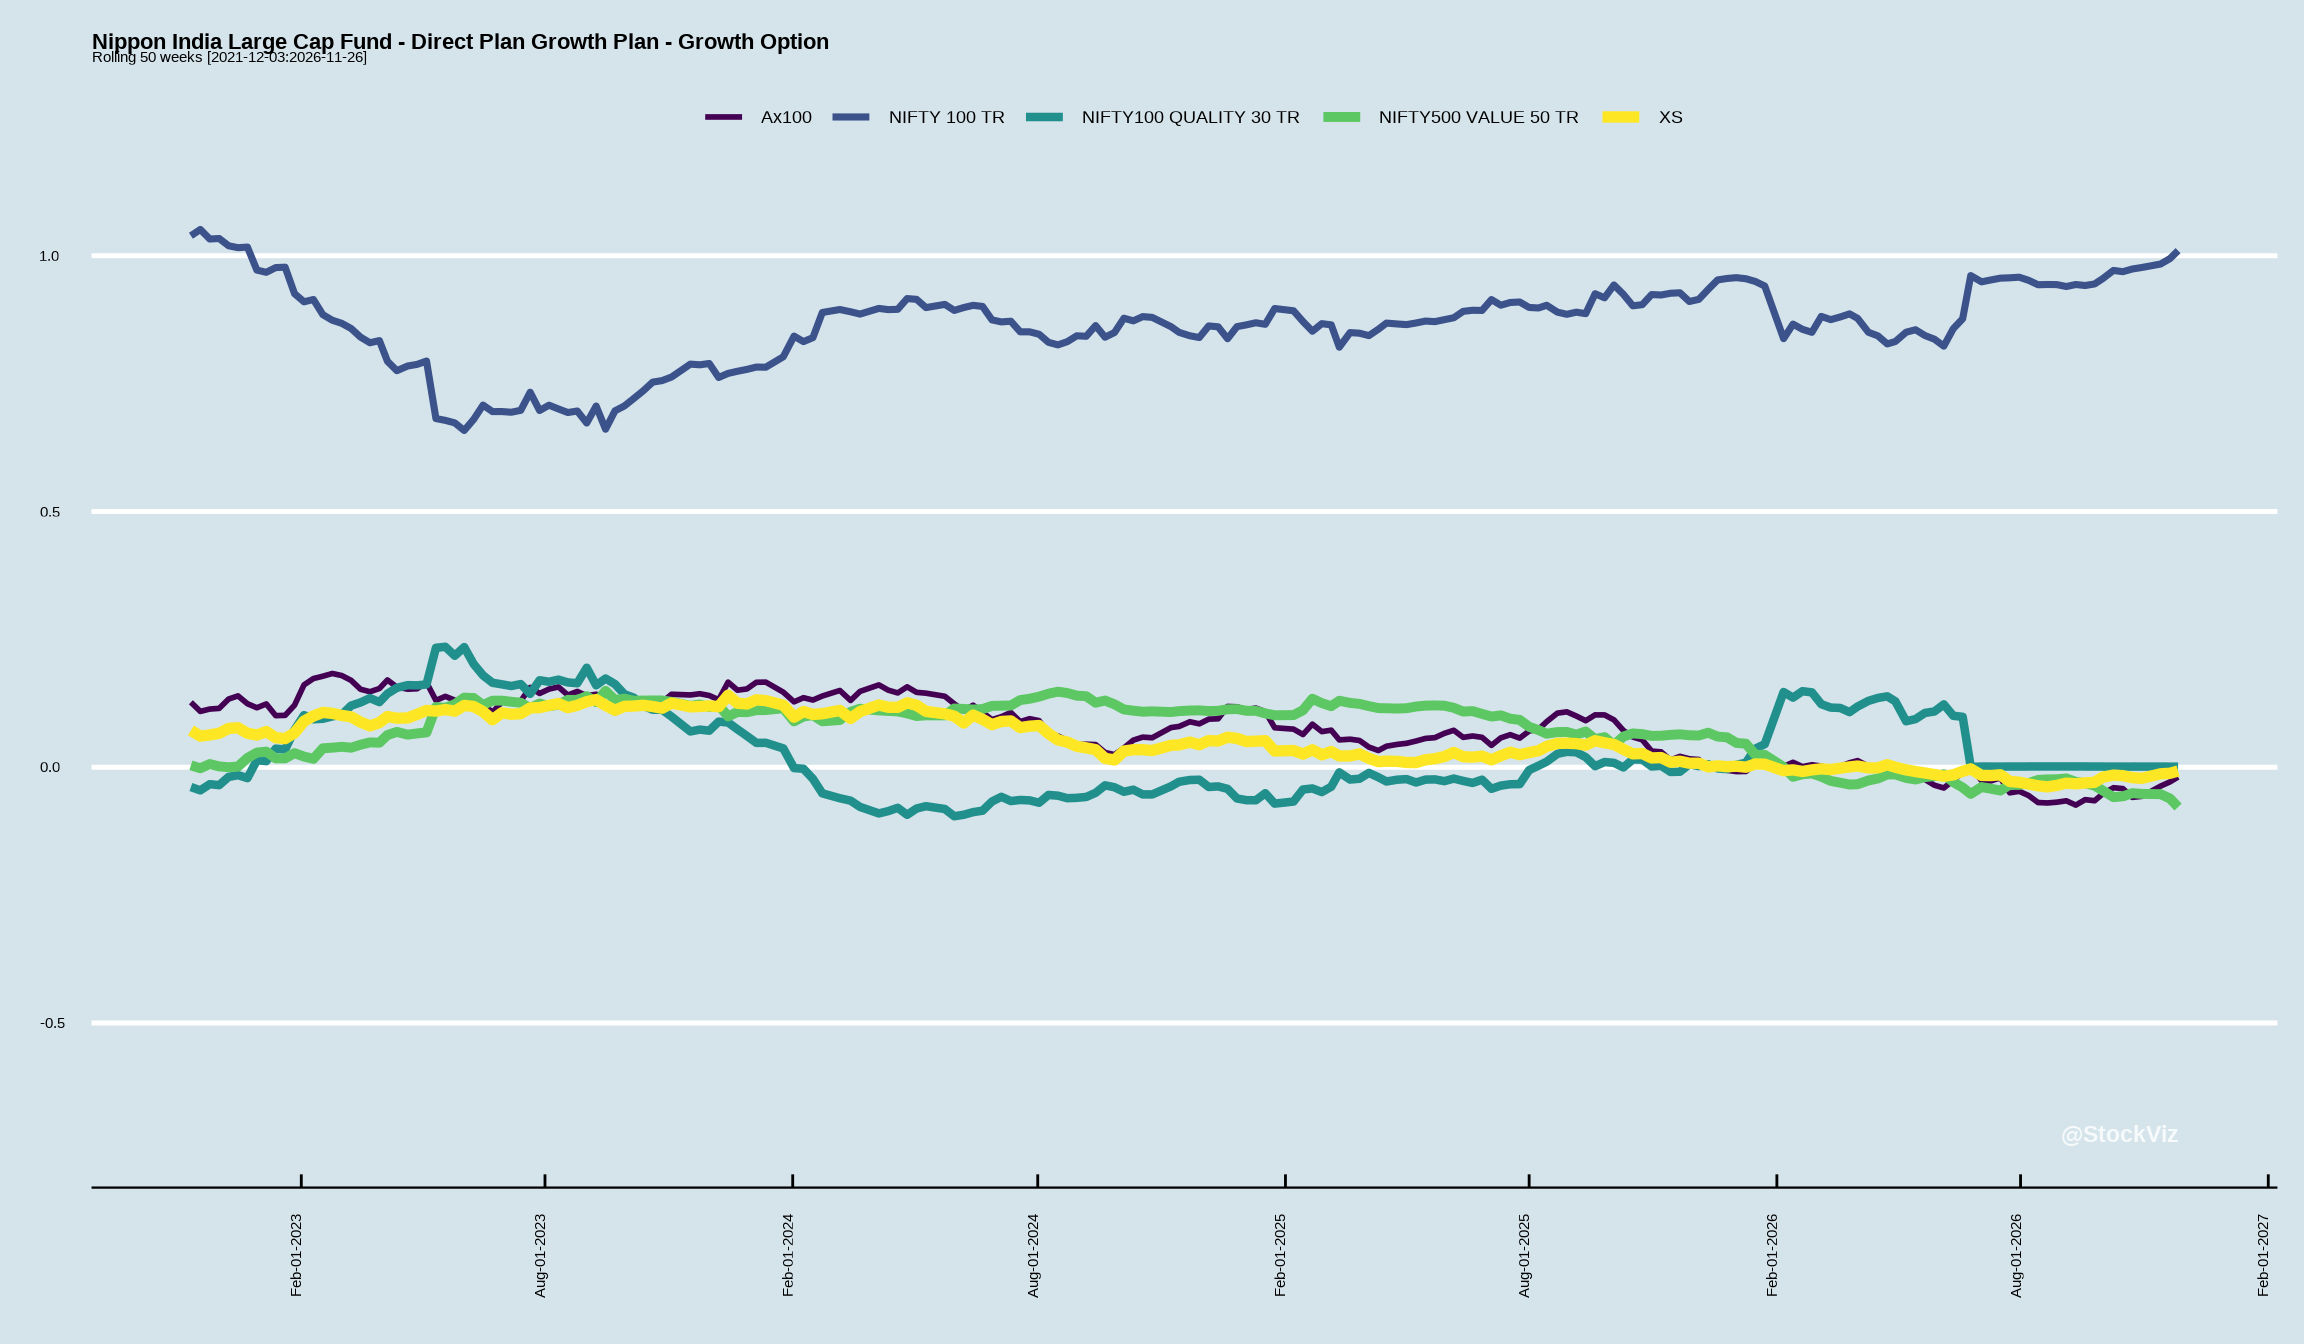 Nippon India Large Cap Fund - Direct Plan Growth Plan - Growth Option
Rolling 50 weeks [2021-12-03:2026-11-26]
Ax100 NIFTY 100 TR NIFTY100 QUALITY 30 TR NIFTY500 VALUE 50 TR XS
1.0
0.5
0.0
-0.5
@StockViz
Feb-01-2023 Aug-01-2023 Feb-01-2024 Aug-01-2024 Feb-01-2025 Aug-01-2025 Feb-01-2026 Aug-01-2026 Feb-01-2027